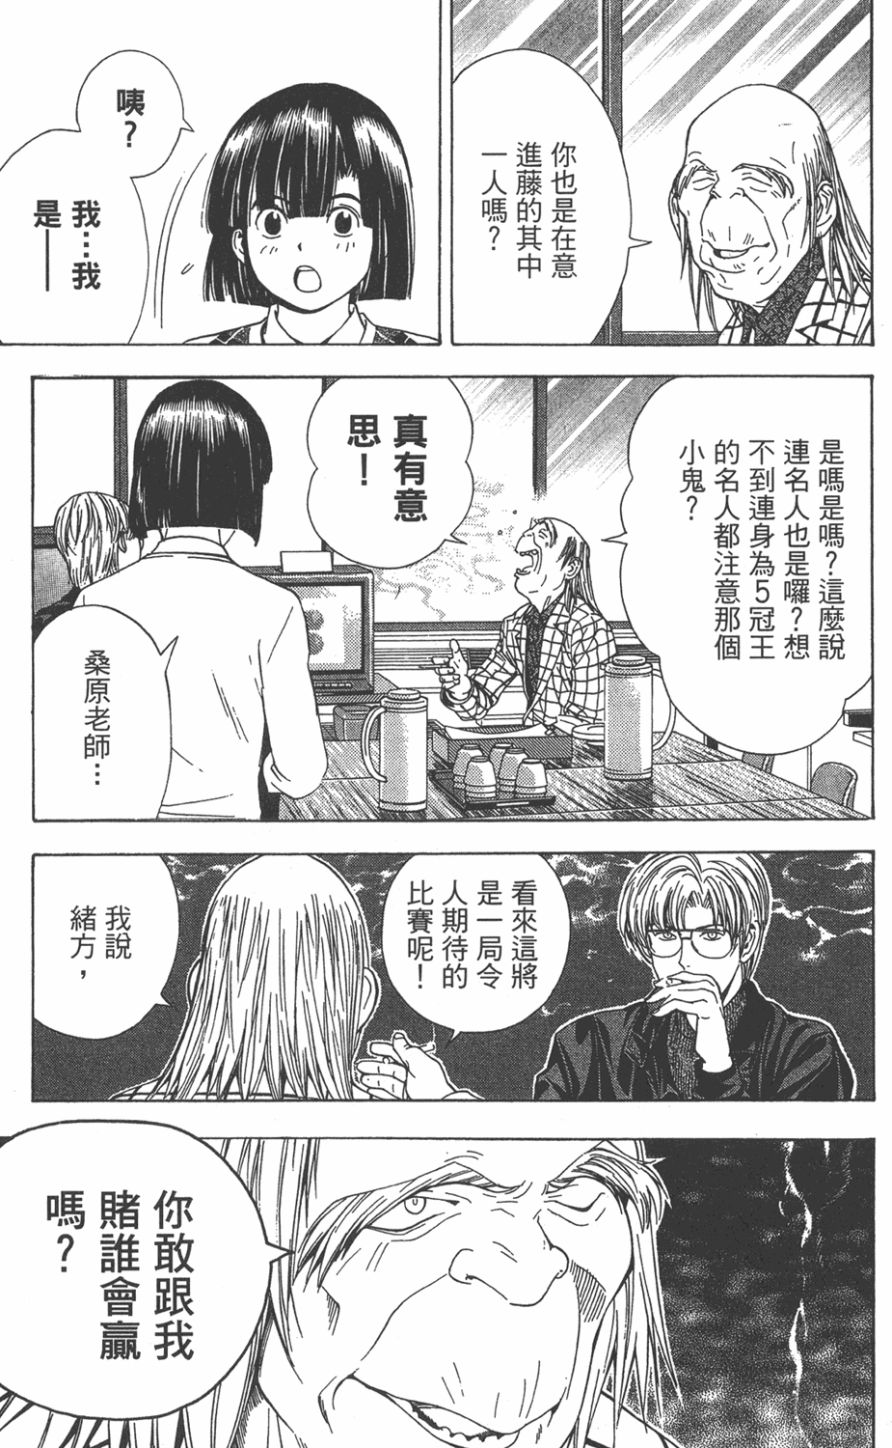 你也是在意
進藤的其中
一人嗎？
咦？
我…我
是——
是嗎是嗎？這麼說
連名人也是囉？想
不到連身為5冠王
的名人都注意那個
小鬼？
真有意
思！
桑原老師…
看來這將
是一局令
人期待的
比賽呢！
我說
緒方，
你敢跟我
賭誰會贏
嗎？